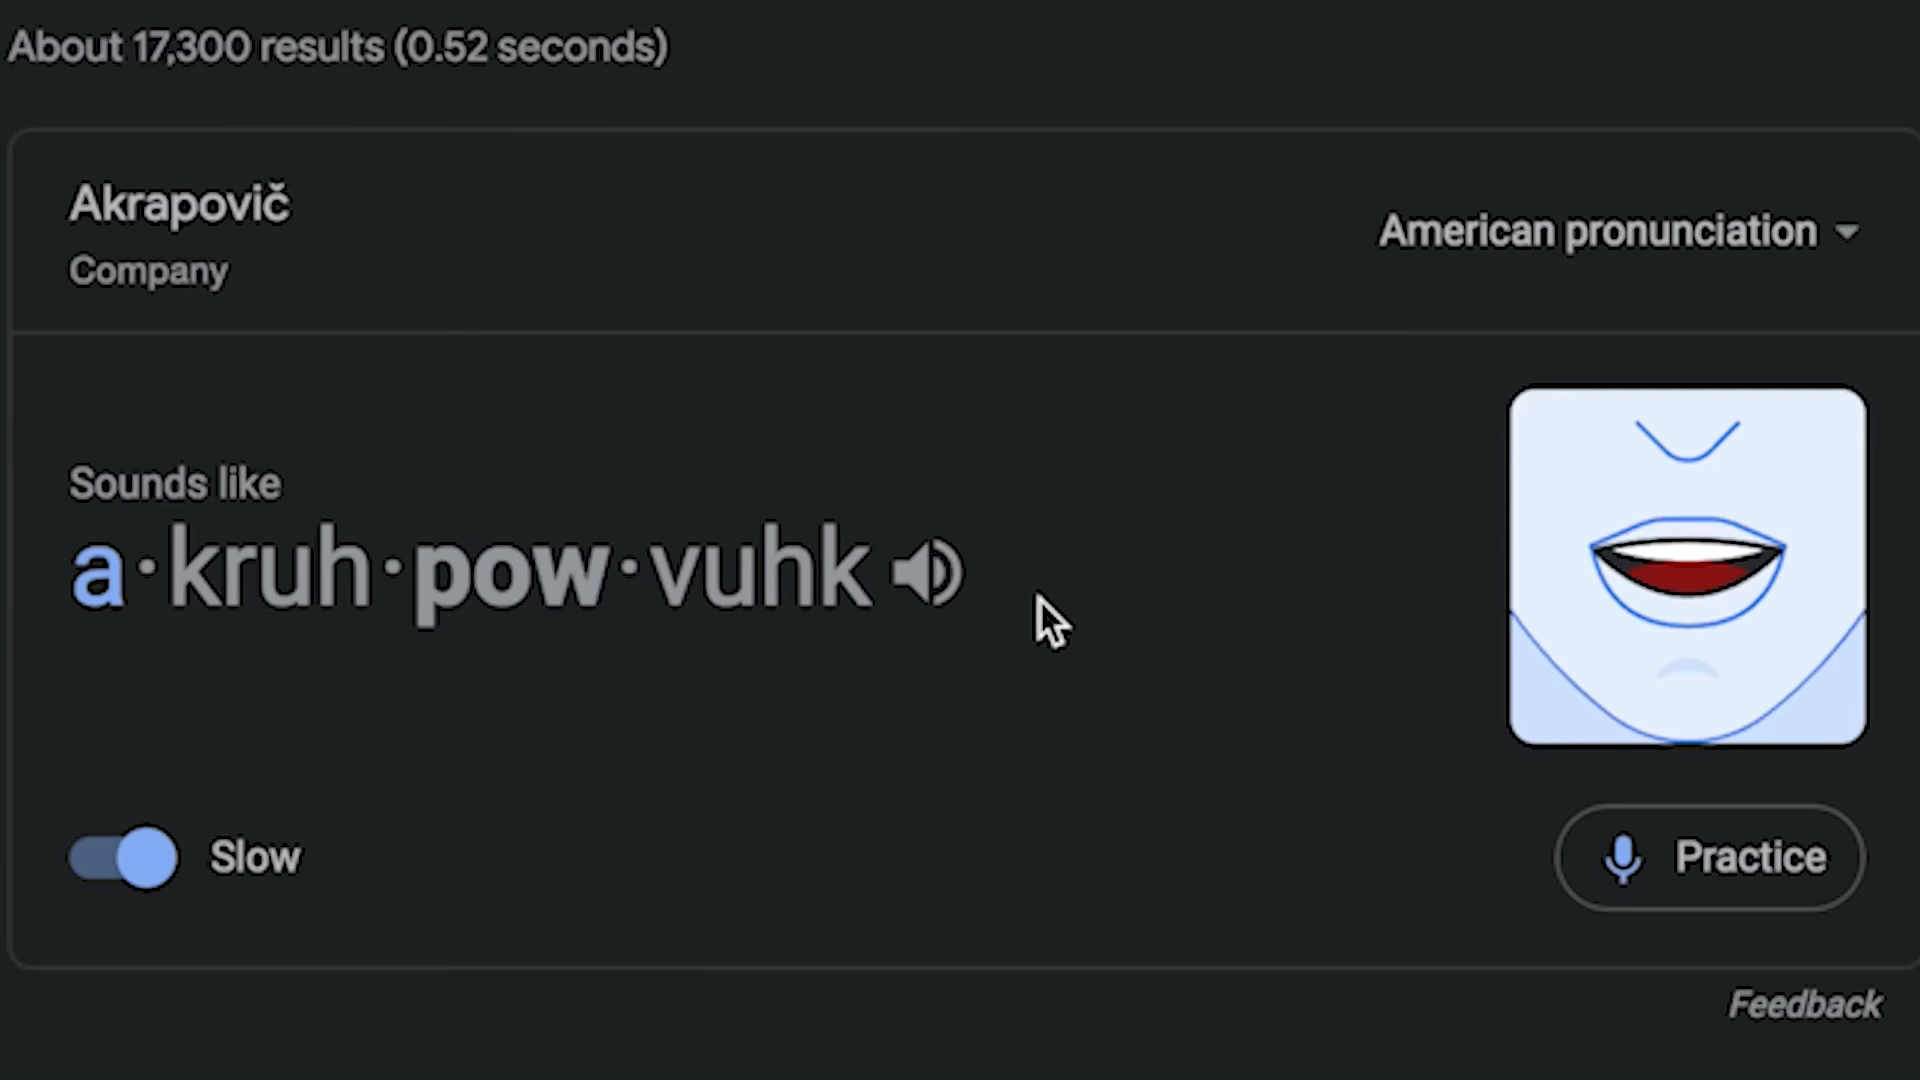 About 17,300 results (0.52 seconds)
Akrapovič
American pronunciation
Company
Sounds like
a·kruh·pow·vuhk
Slow
Practice
Feedback